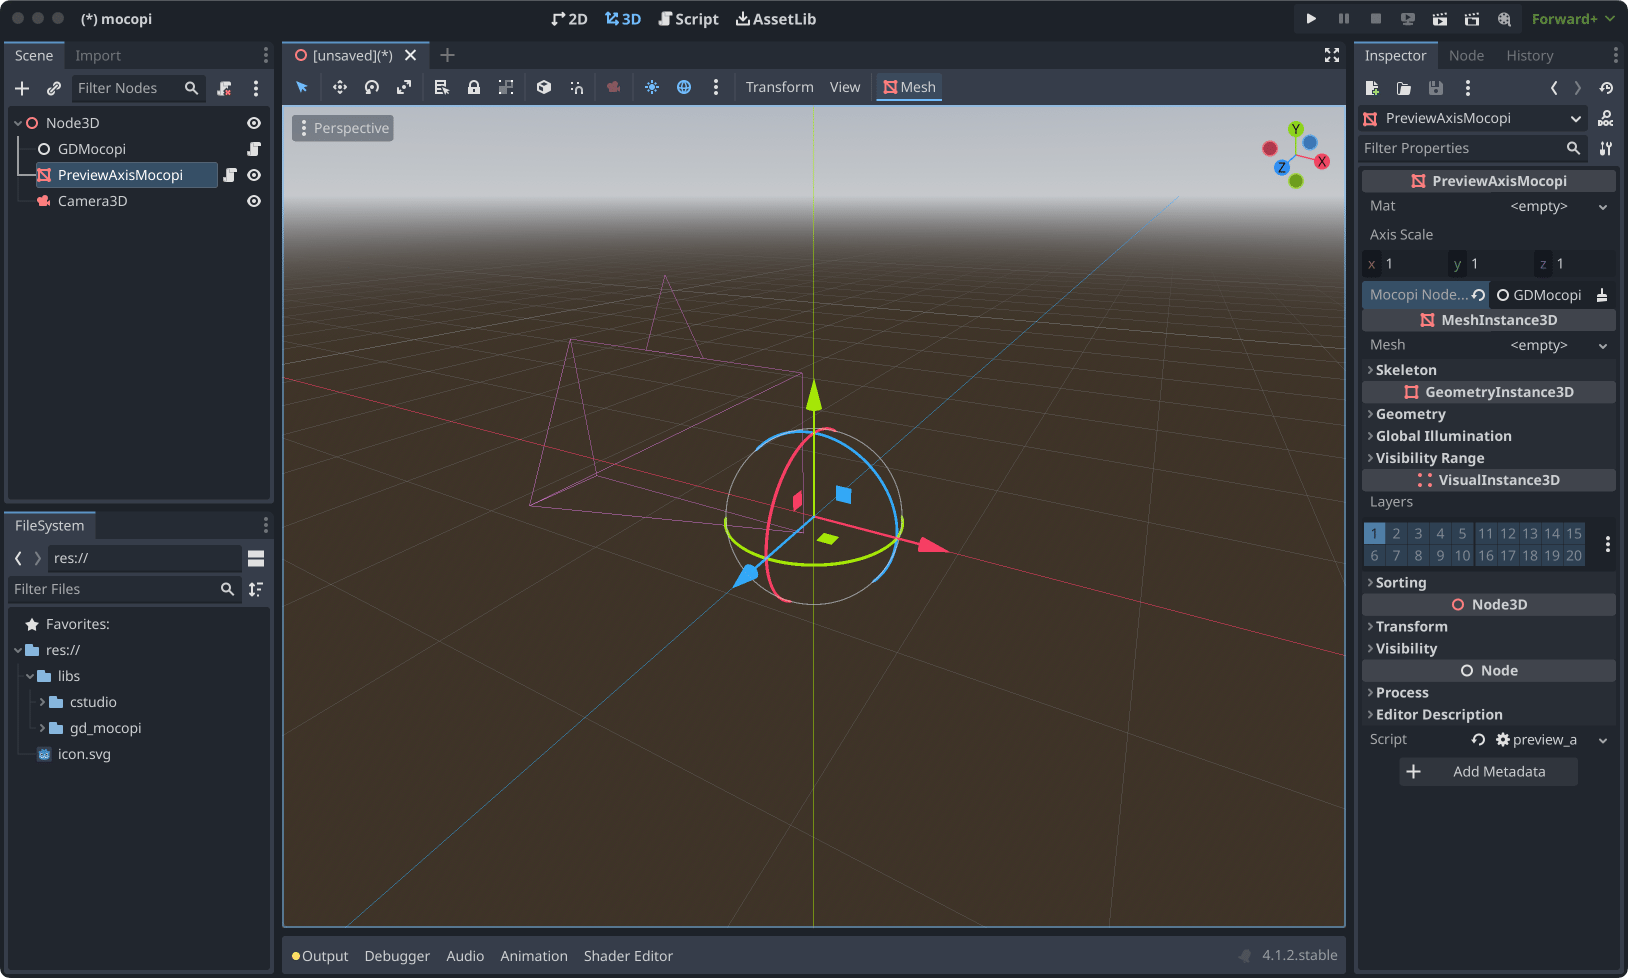 (*) mocopi
2D
3D
Script
AssetLib
Forward+
Scene
Import
[unsaved](*)
Inspector
Node
History
Filter Nodes
Transform
View
Mesh
Node3D
GDMocopi
PreviewAxisMocopi
Camera3D
Perspective
Y
X
Z
PreviewAxisMocopi
Filter Properties
PreviewAxisMocopi
Mat
<empty>
Axis Scale
x 1
y 1
z 1
Mocopi Node...
GDMocopi
MeshInstance3D
Mesh
<empty>
Skeleton
GeometryInstance3D
Geometry
Global Illumination
Visibility Range
VisualInstance3D
Layers
1 2 3 4 5 11 12 13 14 15
6 7 8 9 10 16 17 18 19 20
Sorting
Node3D
Transform
Visibility
Node
Process
Editor Description
Script
preview_a
Add Metadata
DOC
FileSystem
res://
Filter Files
Favorites:
res://
libs
cstudio
gd_mocopi
icon.svg
Output
Debugger
Audio
Animation
Shader Editor
4.1.2.stable